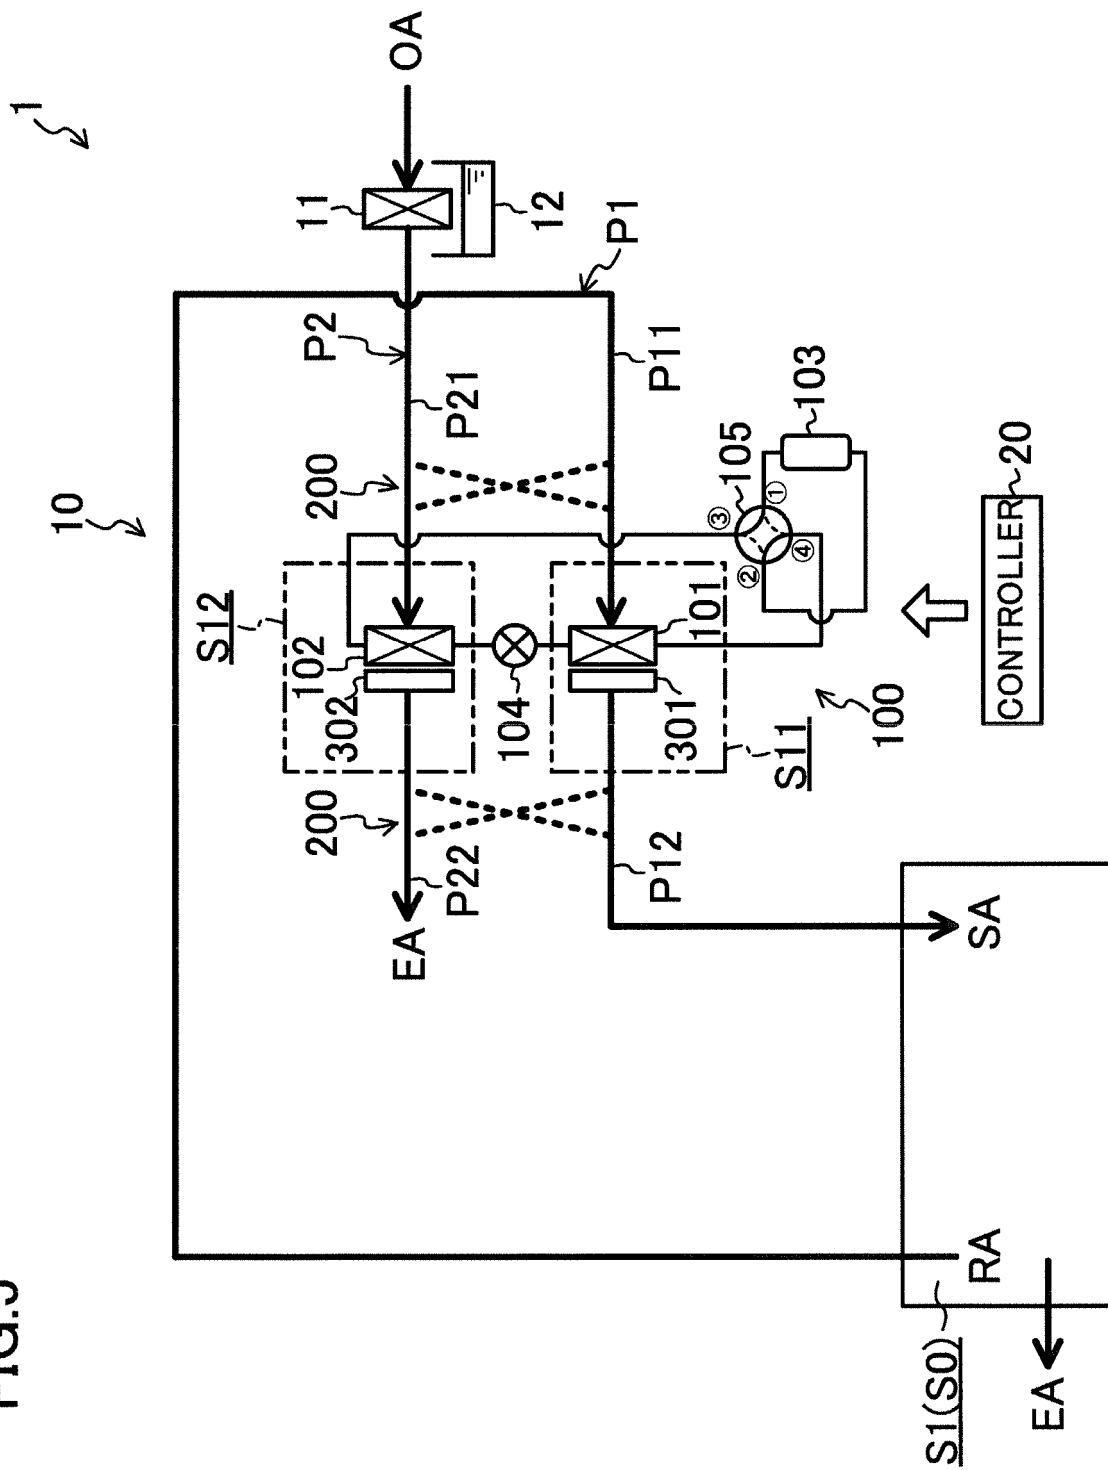 FIG.5
1
10
OA
11
12
P2
P1
P21
P11
200
S12
102
302
104
101
301
S11
105
103
①
②
③
④
100
CONTROLLER
20
200
P22
P12
EA
SA
RA
S1(S0)
EA